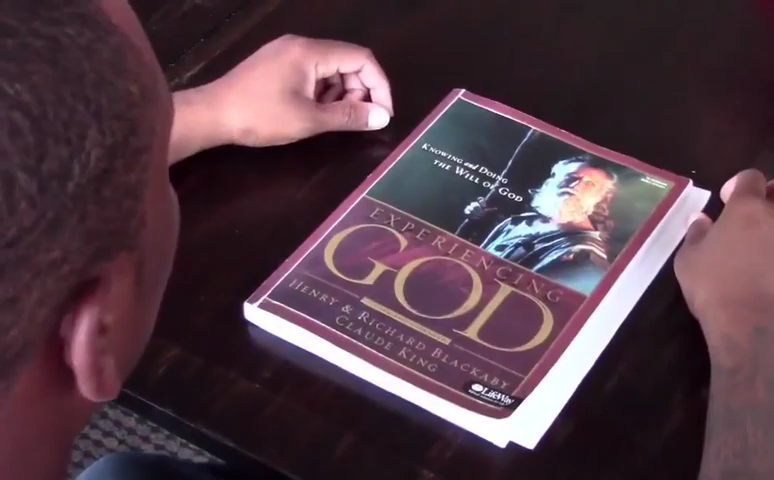 KNOWING and DOING
THE WILL OF GOD
EXPERIENCING
GOD
HENRY & RICHARD BLACKABY
CLAUDE KING
LifeWay